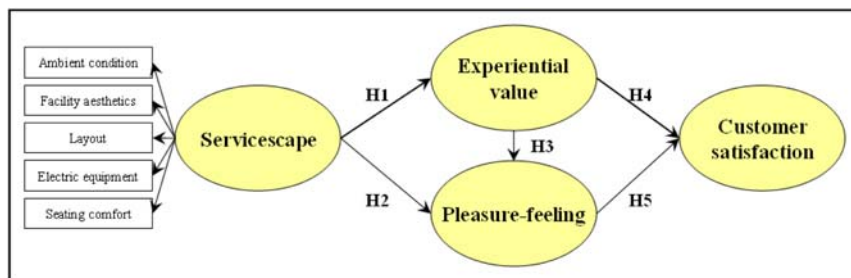 Ambient condition
Facility aesthetics
Layout
Electric equipment
Seating comfort
Servicescape
H1
H2
Experiential
value
H3
Pleasure-feeling
H4
H5
Customer
satisfaction